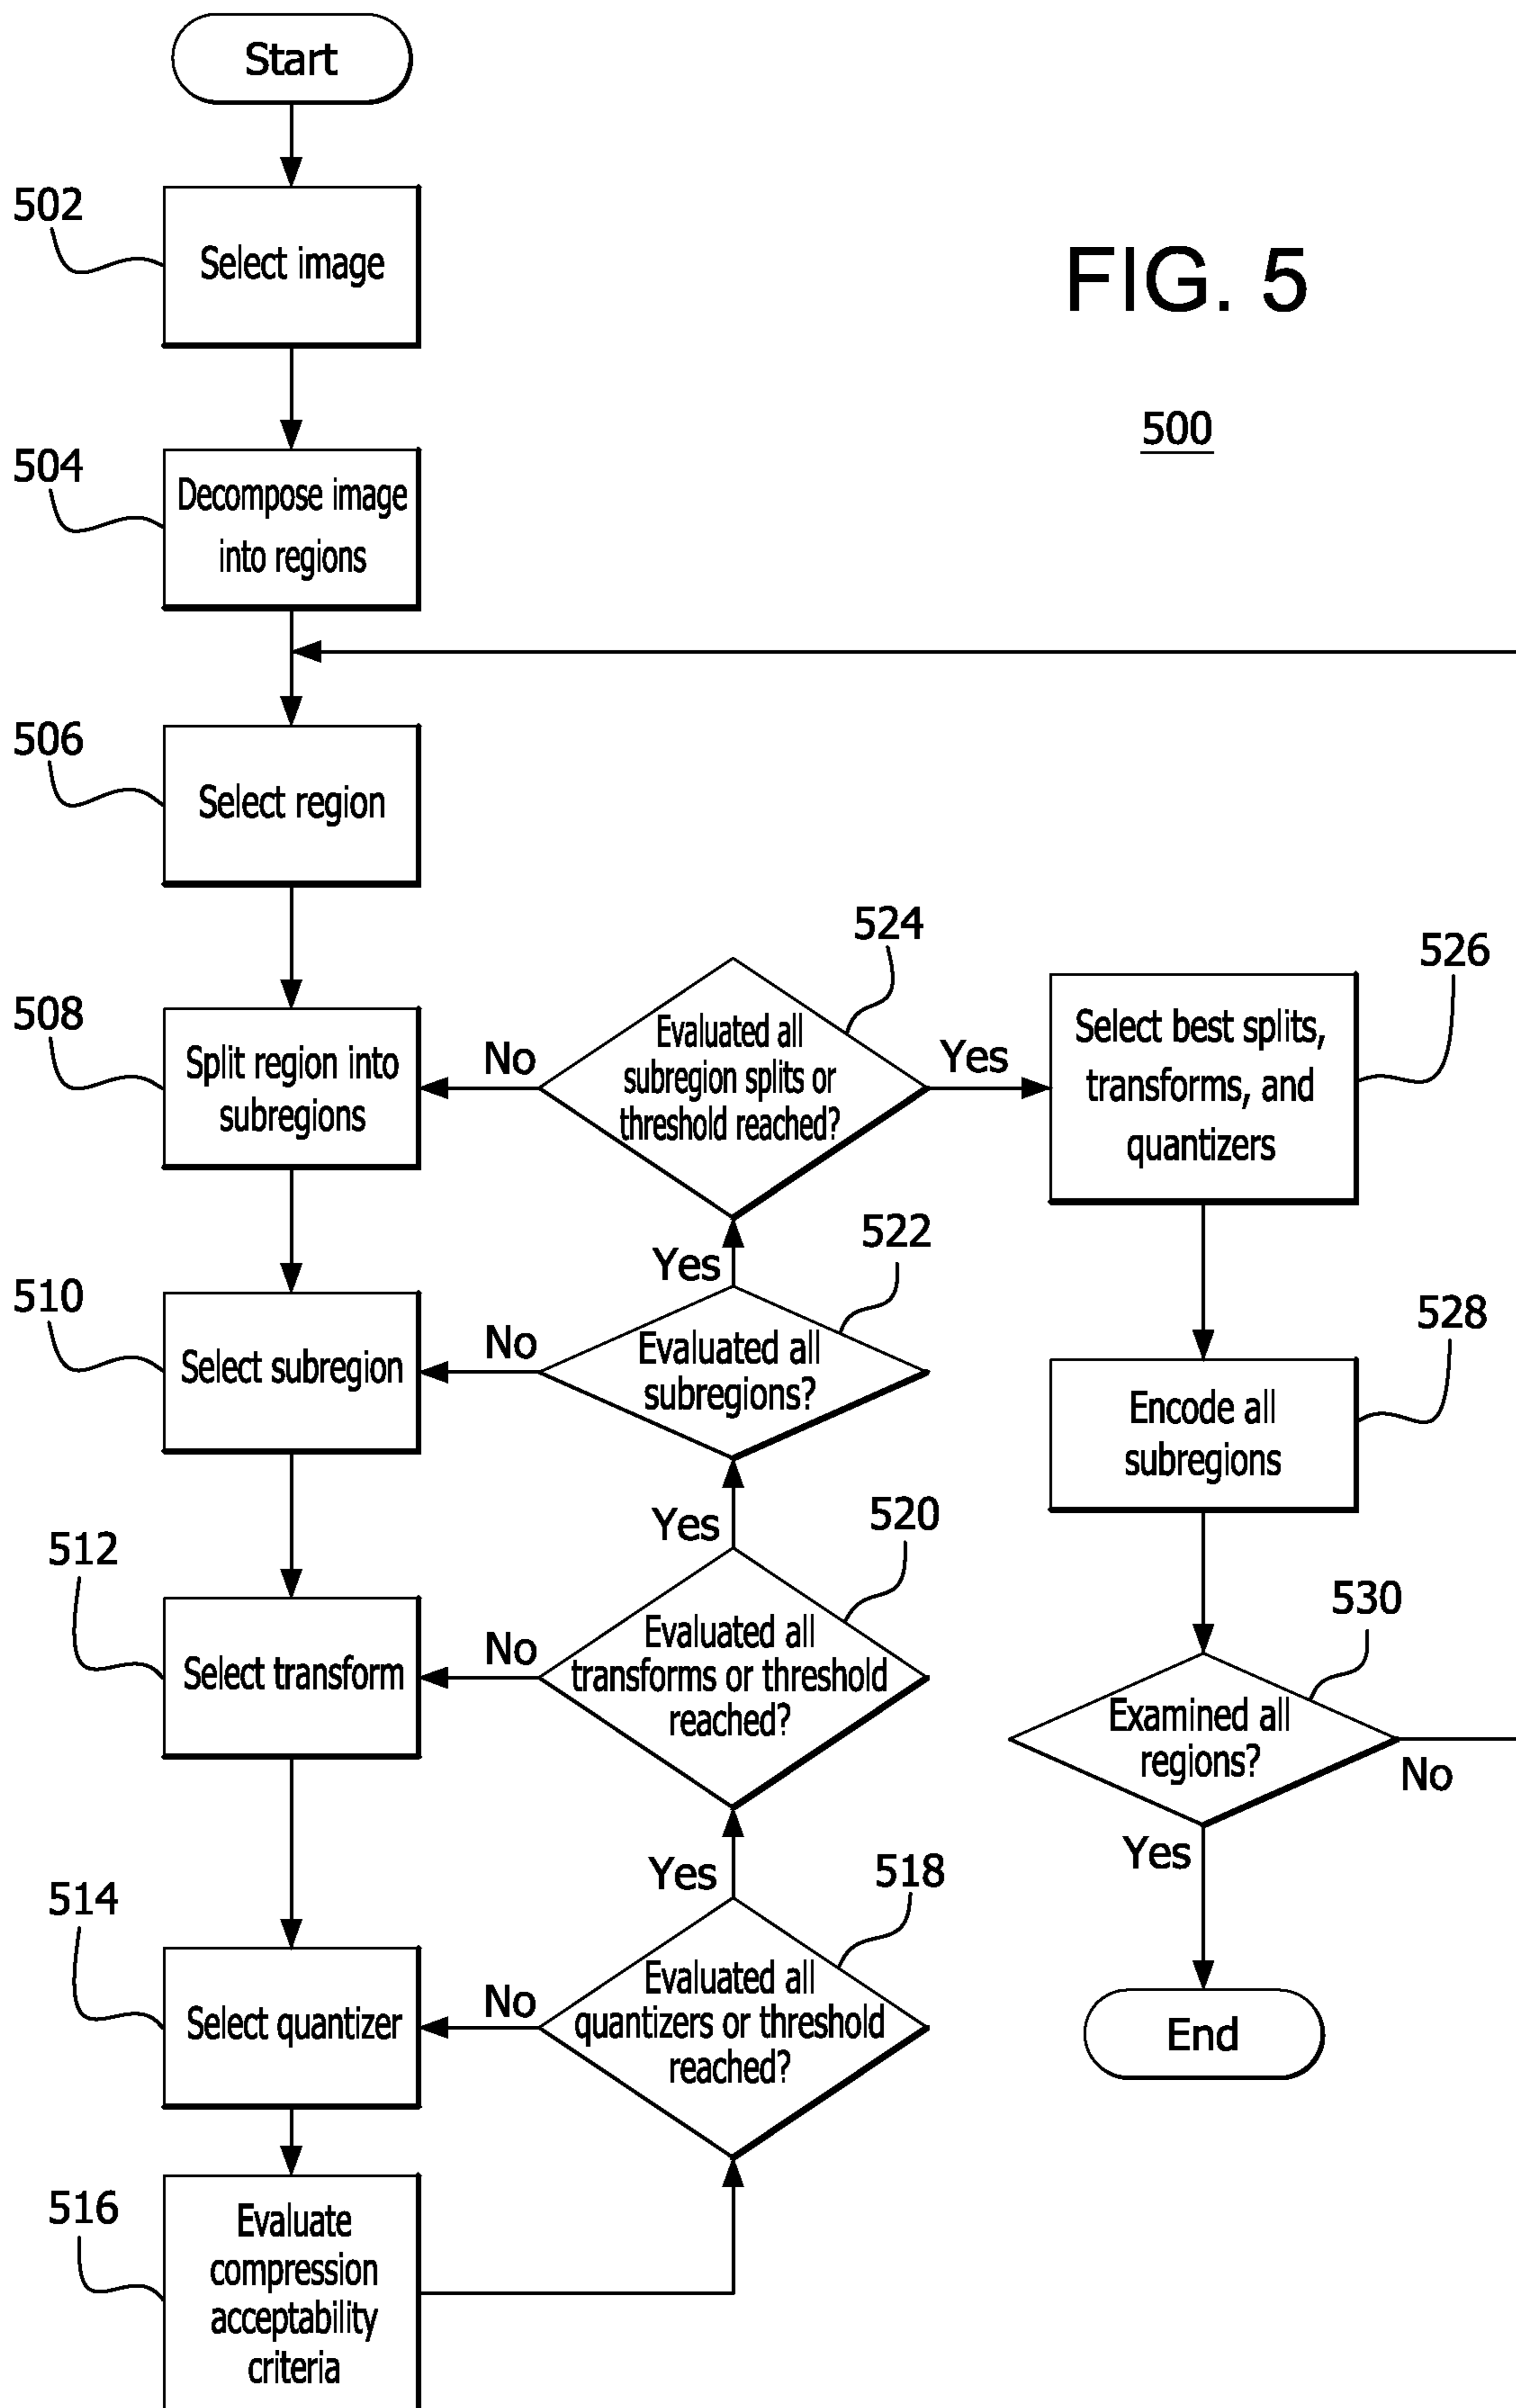 Start
502
Select image
FIG. 5
500
504
Decompose image
into regions
506
Select region
508
Split region into
subregions
No
524
Evaluated all
subregion splits or
threshold reached?
Yes
526
Select best splits,
transforms, and
quantizers
Yes
522
510
Select subregion
No
Evaluated all
subregions?
528
Encode all
subregions
Yes
520
512
Select transform
No
Evaluated all
transforms or threshold
reached?
530
Examined all
regions?
No
Yes
Yes
518
514
Select quantizer
No
Evaluated all
quantizers or threshold
reached?
End
516
Evaluate
compression
acceptability
criteria